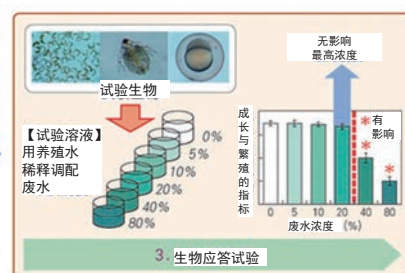 试验生物
【试验溶液】
用养殖水
稀释调配
废水
0%
5%
10%
20%
40%
80%
无影响
最高浓度
成长与繁殖的指标
* 有
* 影响
*
0 5 10 20 40 80
废水浓度 (%)
3. 生物应答试验